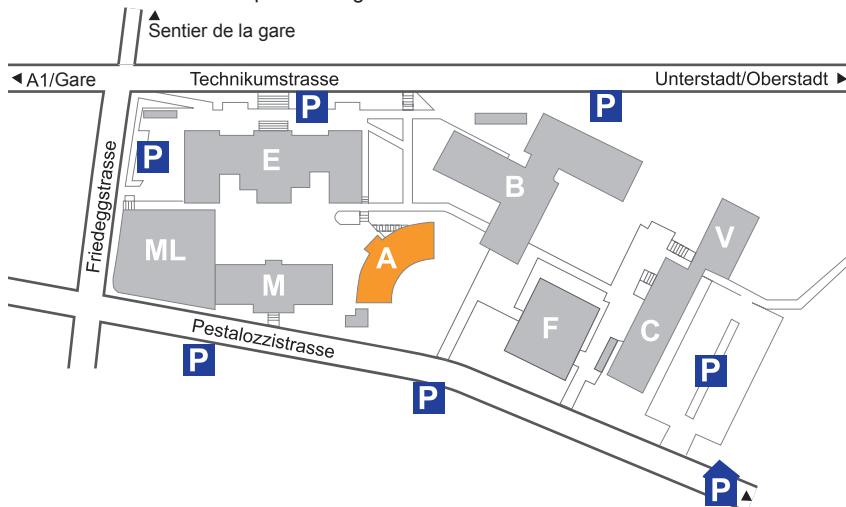 Sentier de la gare
A1/Gare Technikumstrasse Unterstadt/Oberstadt
P P
P
E
B
Friedeggstrasse
ML
A
V
M
F
C
Pestalozzistrasse
P
P
P
P